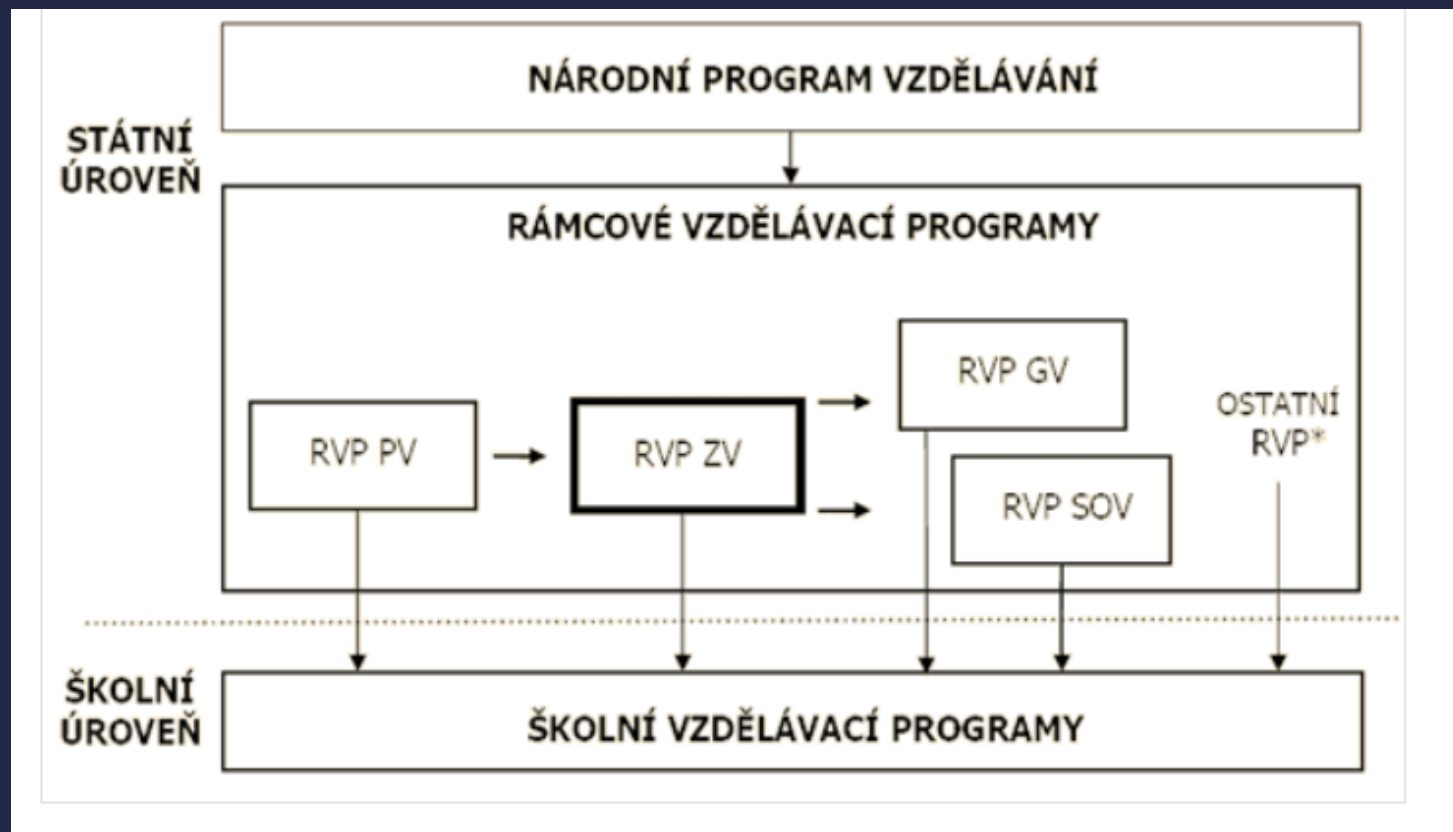 NÁRODNÍ PROGRAM VZDĚLÁVÁNÍ
STÁTNÍ
ÚROVEŇ
RÁMCOVÉ VZDĚLÁVACÍ PROGRAMY
RVP PV
RVP ZV
RVP GV
RVP SOV
OSTATNÍ
RVP*
ŠKOLNÍ
ÚROVEŇ
ŠKOLNÍ VZDĚLÁVACÍ PROGRAMY